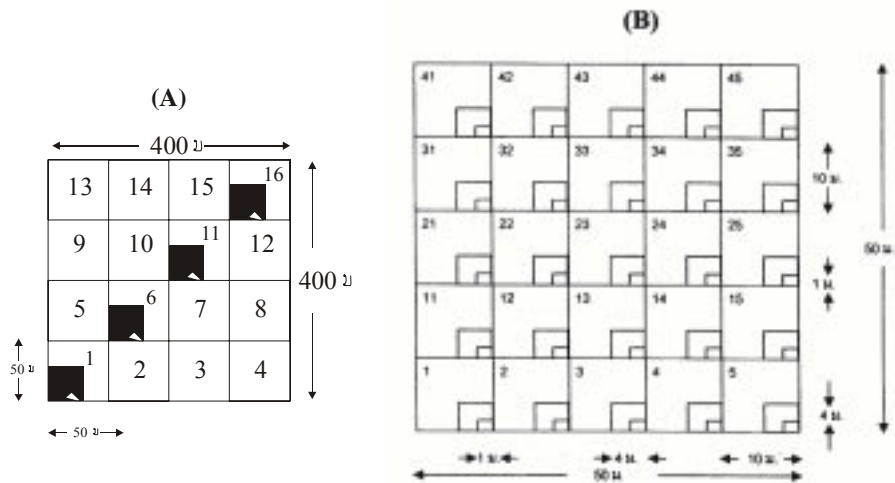 (A)
400 ม
13 14 15 16
9 10 11 12
400 ม
5 6 7 8
50 ม
1 2 3 4
50 ม
(B)
41 42 43 44 45
31 32 33 34 35
10 ม.
21 22 23 24 25
50 ม.
1 ม.
11 12 13 14 15
1 2 3 4 5
4 ม.
1 ม. 4 ม. 10 ม.
50 ม.